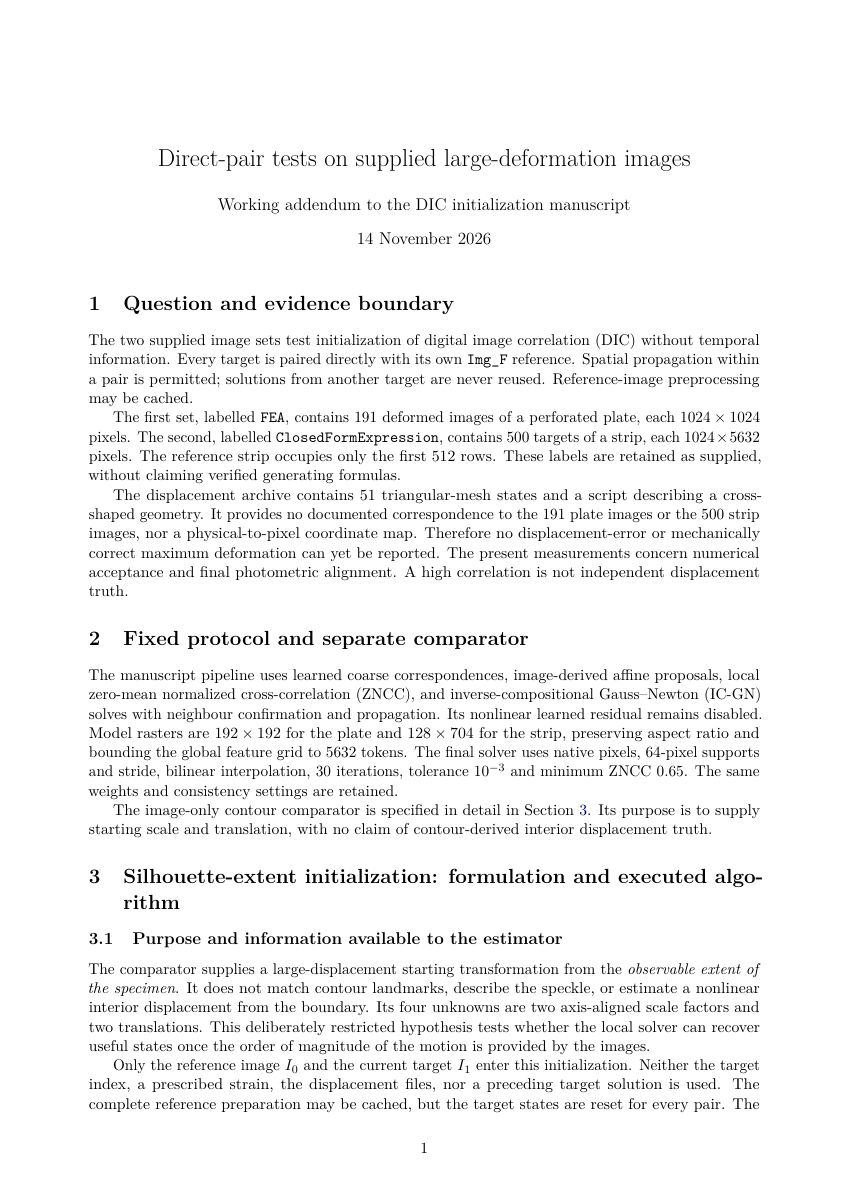 Direct-pair tests on supplied large-deformation images
Working addendum to the DIC initialization manuscript
14 November 2026
1 Question and evidence boundary
The two supplied image sets test initialization of digital image correlation (DIC) without temporal
information. Every target is paired directly with its own Img_F reference. Spatial propagation within
a pair is permitted; solutions from another target are never reused. Reference-image preprocessing
may be cached.
The first set, labelled FEA, contains 191 deformed images of a perforated plate, each 1024 × 1024
pixels. The second, labelled ClosedFormExpression, contains 500 targets of a strip, each 1024×5632
pixels. The reference strip occupies only the first 512 rows. These labels are retained as supplied,
without claiming verified generating formulas.
The displacement archive contains 51 triangular-mesh states and a script describing a cross-
shaped geometry. It provides no documented correspondence to the 191 plate images or the 500 strip
images, nor a physical-to-pixel coordinate map. Therefore no displacement-error or mechanically
correct maximum deformation can yet be reported. The present measurements concern numerical
acceptance and final photometric alignment. A high correlation is not independent displacement
truth.
2 Fixed protocol and separate comparator
The manuscript pipeline uses learned coarse correspondences, image-derived affine proposals, local
zero-mean normalized cross-correlation (ZNCC), and inverse-compositional Gauss–Newton (IC-GN)
solves with neighbour confirmation and propagation. Its nonlinear learned residual remains disabled.
Model rasters are 192 × 192 for the plate and 128 × 704 for the strip, preserving aspect ratio and
bounding the global feature grid to 5632 tokens. The final solver uses native pixels, 64-pixel supports
and stride, bilinear interpolation, 30 iterations, tolerance 10⁻³ and minimum ZNCC 0.65. The same
weights and consistency settings are retained.
The image-only contour comparator is specified in detail in Section 3. Its purpose is to supply
starting scale and translation, with no claim of contour-derived interior displacement truth.
3 Silhouette-extent initialization: formulation and executed algo-
rithm
3.1 Purpose and information available to the estimator
The comparator supplies a large-displacement starting transformation from the observable extent of
the specimen. It does not match contour landmarks, describe the speckle, or estimate a nonlinear
interior displacement from the boundary. Its four unknowns are two axis-aligned scale factors and
two translations. This deliberately restricted hypothesis tests whether the local solver can recover
useful states once the order of magnitude of the motion is provided by the images.
Only the reference image I₀ and the current target I₁ enter this initialization. Neither the target
index, a prescribed strain, the displacement files, nor a preceding target solution is used. The
complete reference preparation may be cached, but the target states are reset for every pair. The
1